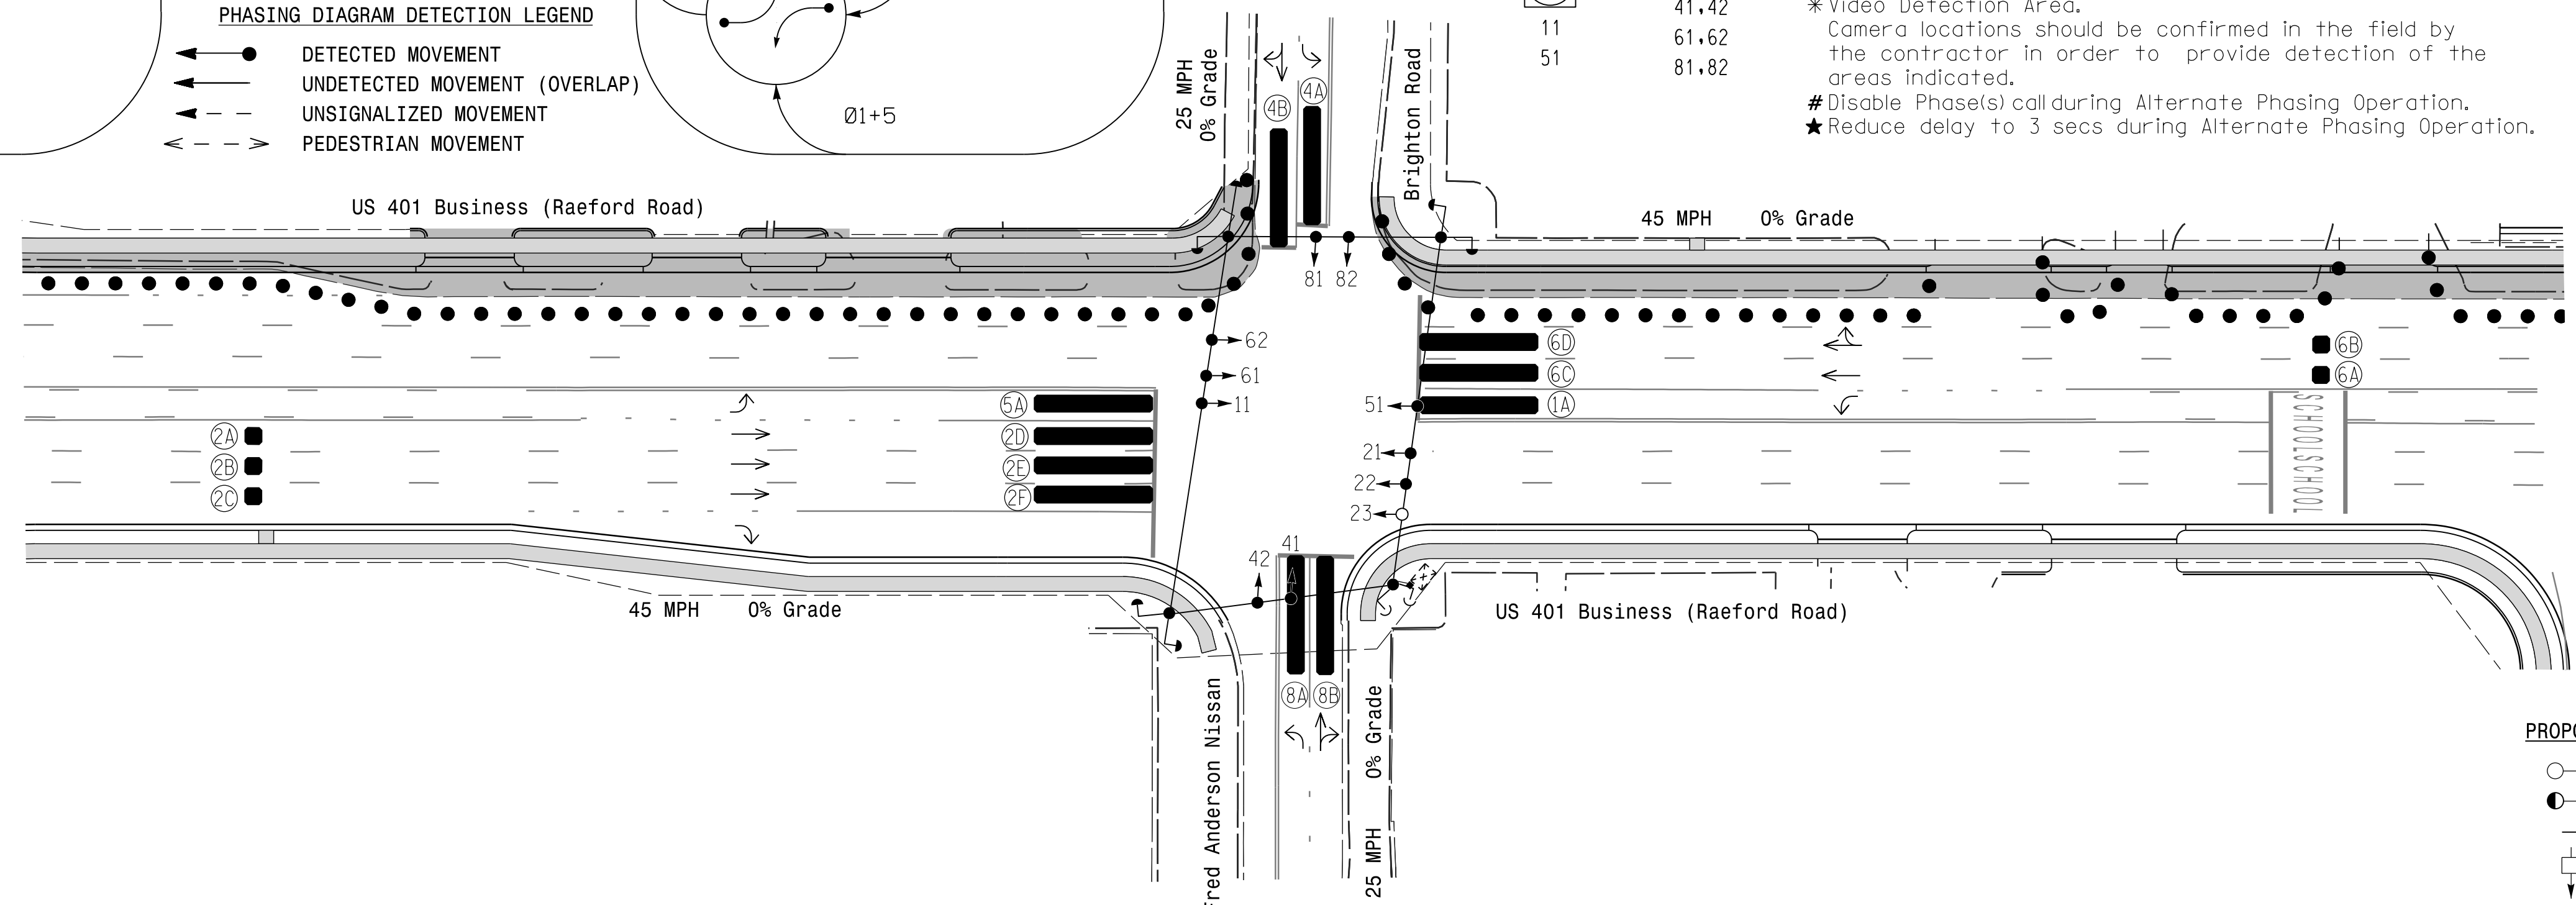 PHASING DIAGRAM DETECTION LEGEND
DETECTED MOVEMENT
UNDETECTED MOVEMENT (OVERLAP)
UNSIGNALIZED MOVEMENT
PEDESTRIAN MOVEMENT
Ø1+5
11
51
41,42
61,62
81,82
✳ Video Detection Area.
Camera locations should be confirmed in the field by
the contractor in order to provide detection of the
areas indicated.
# Disable Phase(s) call during Alternate Phasing Operation.
★ Reduce delay to 3 secs during Alternate Phasing Operation.
25 MPH
0% Grade
4B
4A
Brighton Road
US 401 Business (Raeford Road)
45 MPH 0% Grade
81 82
62
61
11
6D
6C
51
1A
6B
6A
5A
2D
2E
2F
2A
2B
2C
21
22
23
SCHOOL
SCHOOL
42
41
45 MPH 0% Grade
US 401 Business (Raeford Road)
8A
8B
Anderson Nissan
25 MPH 0% Grade